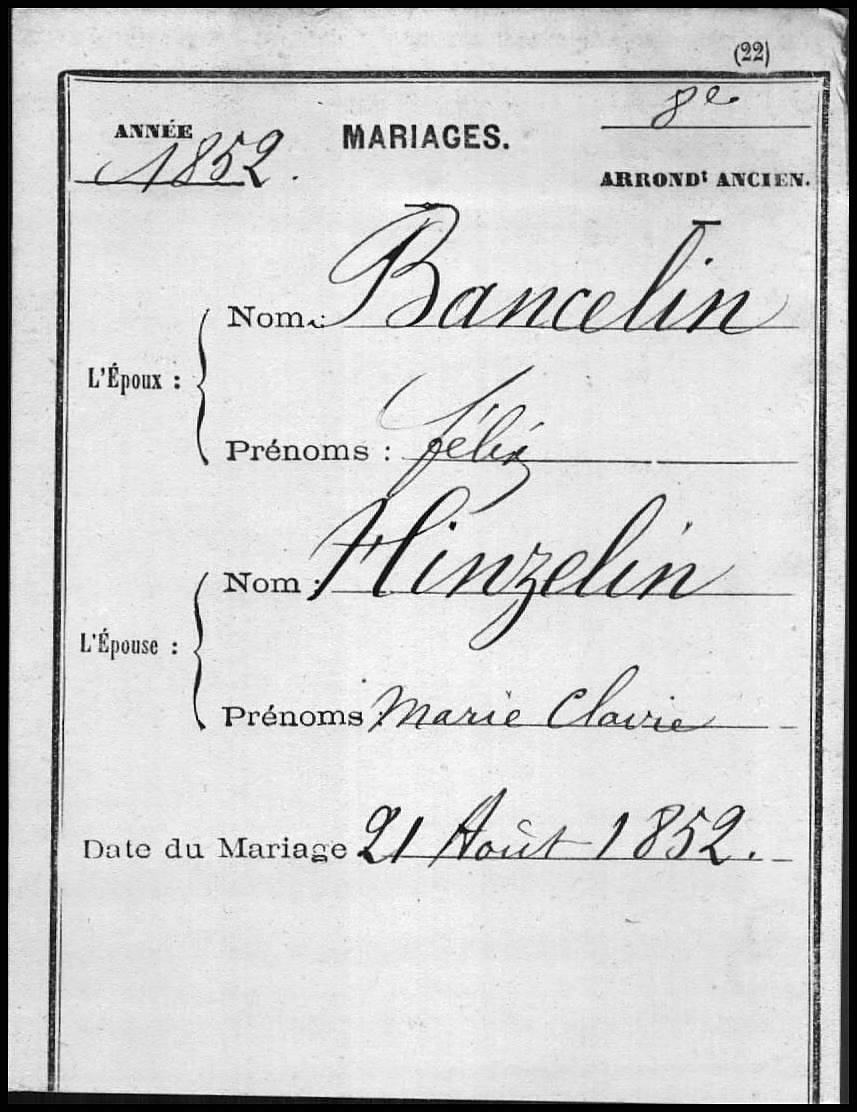 (22)
ANNÉE
1852.
MARIAGES.
8e
ARRONDt ANCIEN.
L'Époux :
Nom : Bancelin
Prénoms : félix
L'Épouse :
Nom : Hinzelin
Prénoms Marie Claire
Date du Mariage 21 Août 1852.